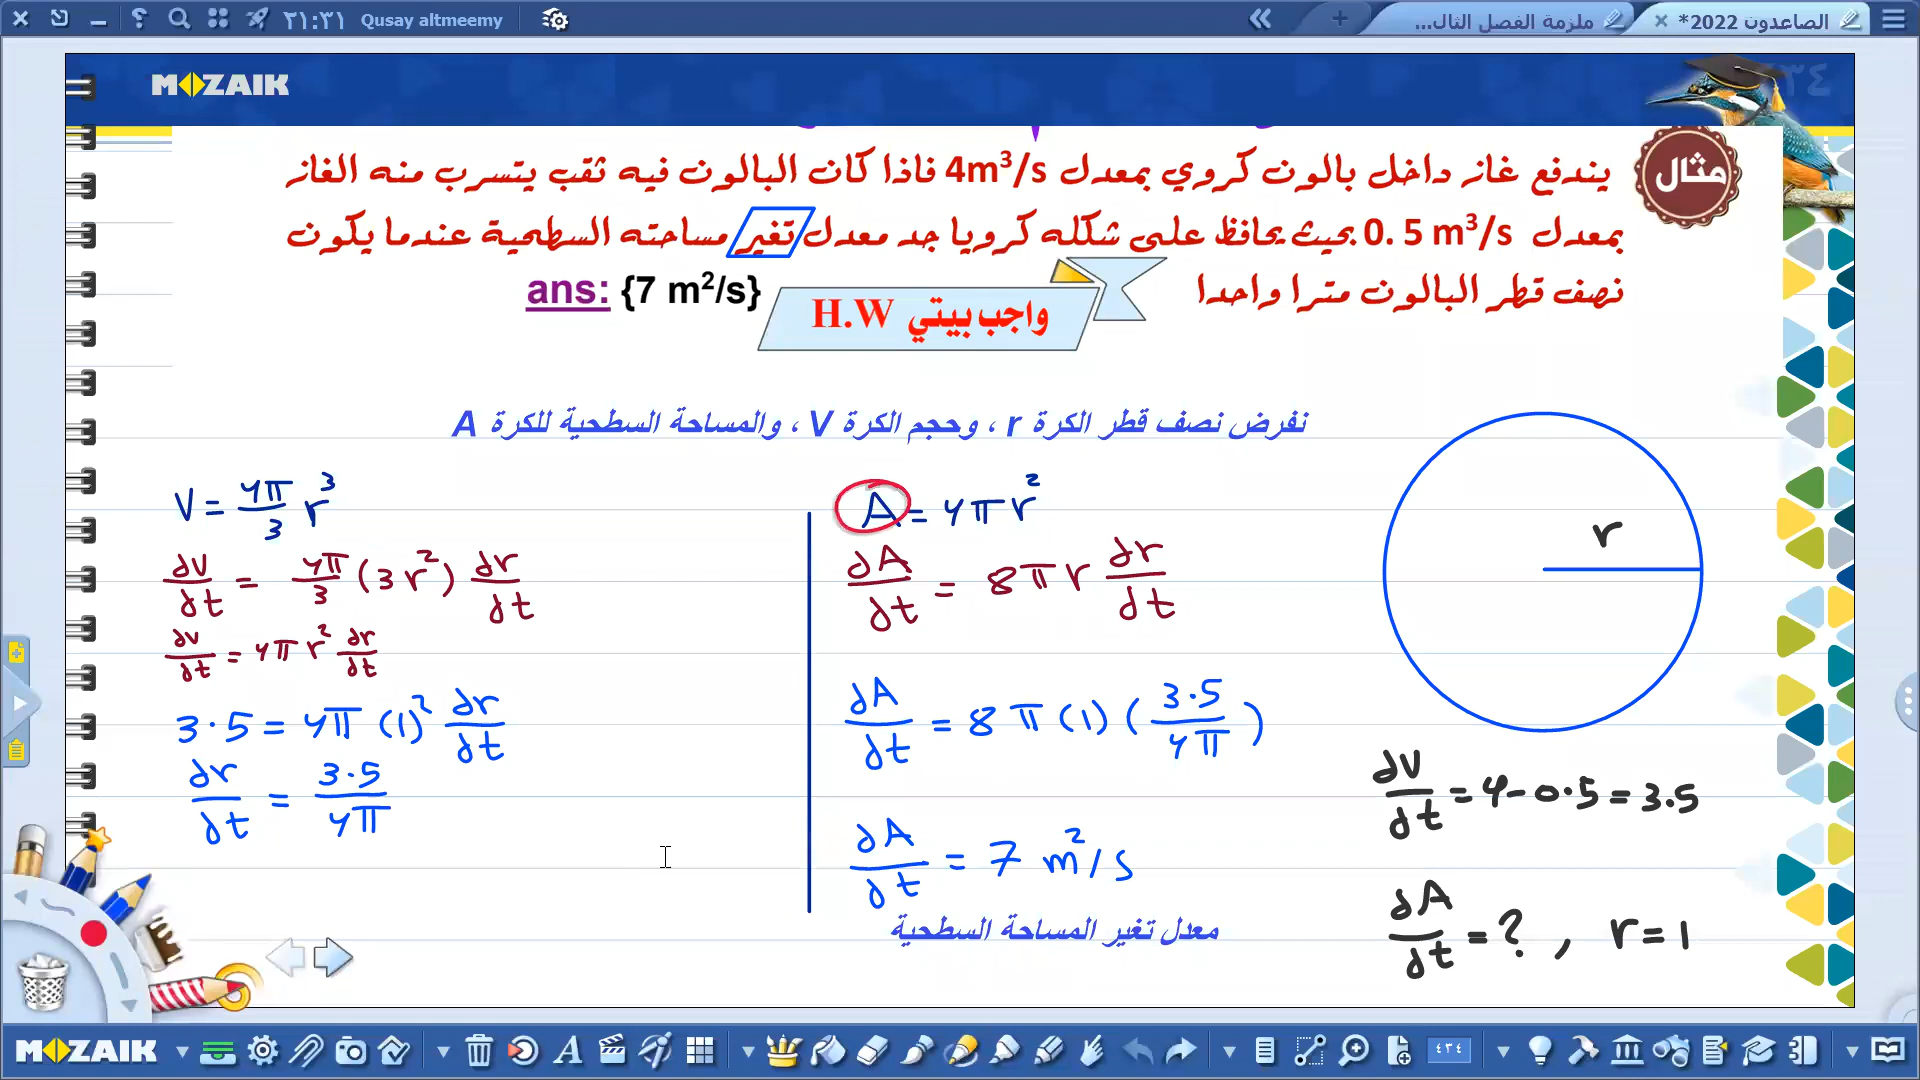 ٢١:٣١ Qusay altmeemy
ملزمة الفصل الثال...
الصاعدون 2022*
MOZAIK
٤٣٤
مثال
يندفع غاز داخل بالون كروي بمعدل 4m³/s فاذا كان البالون فيه ثقب يتسرب منه الغاز
بمعدل 0. 5 m³/s بحيث يحافظ على شكله كرويا جد معدل تغير مساحته السطحية عندما يكون
نصف قطر البالون مترا واحدا
ans: {7 m²/s}
واجب بيتي H.W
نفرض نصف قطر الكرة r ، وحجم الكرة V ، والمساحة السطحية للكرة A
V = 4π/3 r³
dV/dt = 4π/3 (3r²) dr/dt
dv/dt = 4π r² dr/dt
3.5 = 4π (1)² dr/dt
dr/dt = 3.5/4π
A = 4πr²
dA/dt = 8πr dr/dt
dA/dt = 8π(1)(3.5/4π)
dA/dt = 7 m²/s
معدل تغير المساحة السطحية
r
dV/dt = 4 - 0.5 = 3.5
dA/dt = ? , r = 1
MOZAIK
٤٣٤